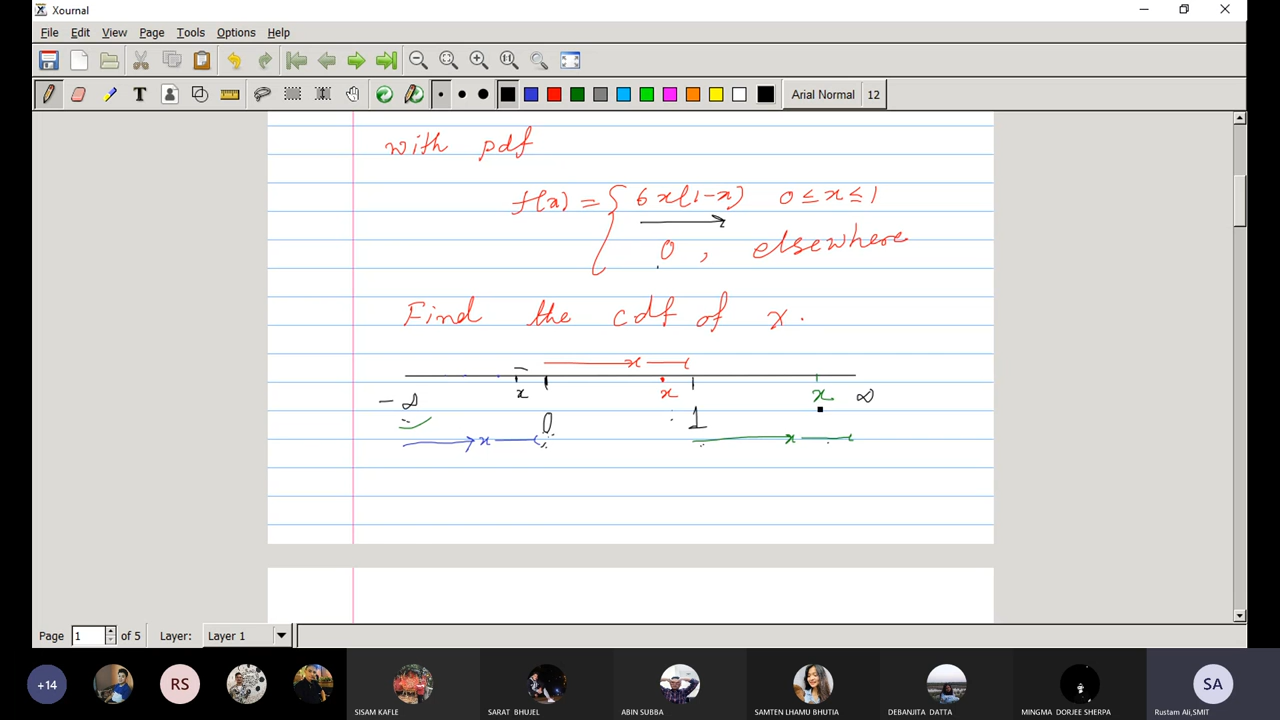 Xournal
File Edit View Page Tools Options Help
Arial Normal 12
with pdf
f(x) = { 6x(1-x) 0 ≤ x ≤ 1
0 , elsewhere
Find the cdf of x.
x
x x x
- ∞ ∞
0 1
x x
Page 1 of 5 Layer: Layer 1
+14 RS SA
SISAM KAFLE SARAT BHUJEL ABIN SUBBA SAMTEN LHAMU BHUTIA DEBANJITA DATTA MINGMA DORJEE SHERPA Rustam Ali,SMIT